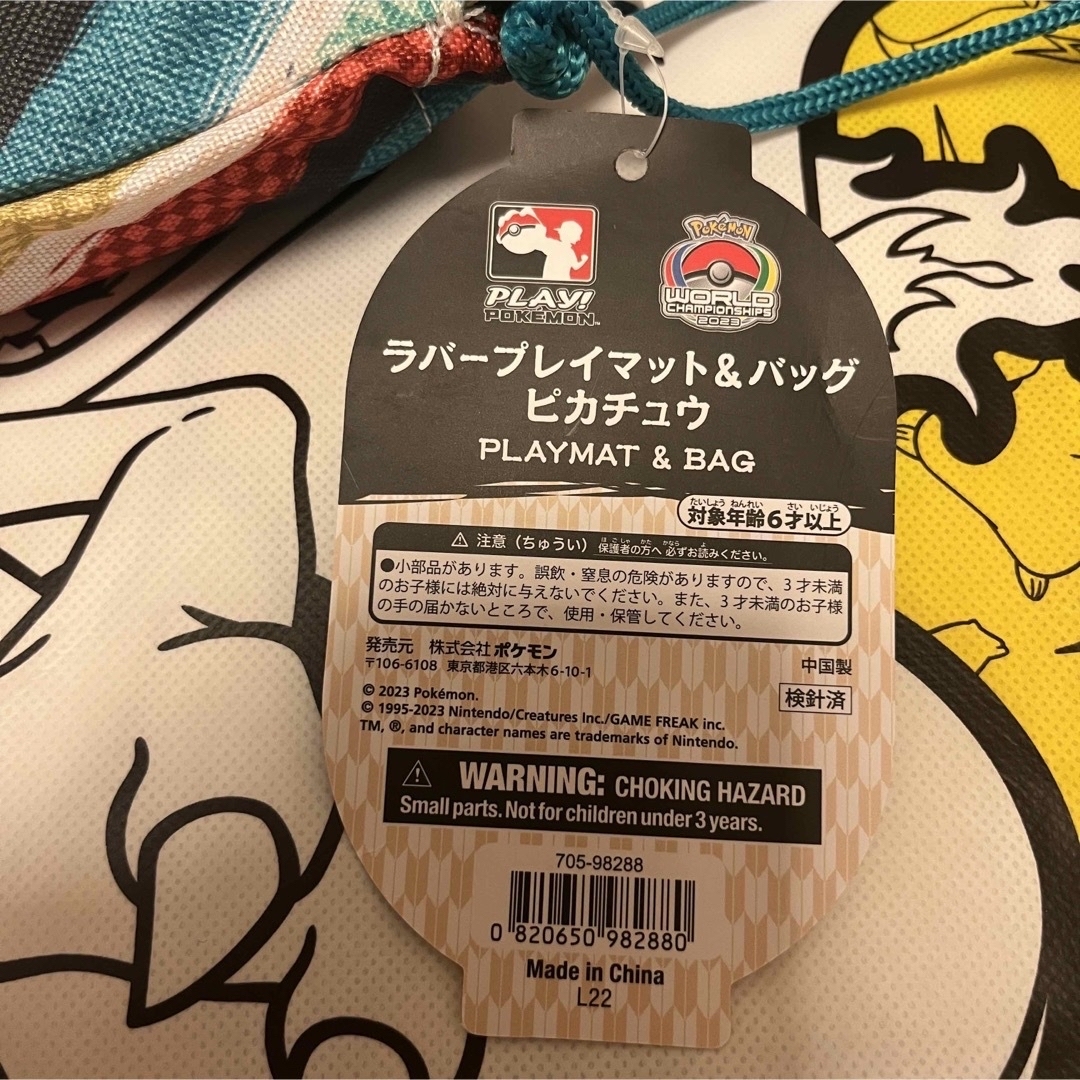 PLAY!
POKÉMON™
POKéMON
WORLD
CHAMPIONSHIPS
2023
ラバープレイマット&バッグ
ピカチュウ
PLAYMAT & BAG
たいしょう ねんれい さい いじょう
対象年齢6才以上
⚠ 注意（ちゅうい） 保護者の方へ 必ずお読みください。
ほごしゃ かた かなら よ
●小部品があります。誤飲・窒息の危険がありますので、3才未満
のお子様には絶対に与えないでください。また、3才未満のお子様
の手の届かないところで、使用・保管してください。
発売元 株式会社ポケモン
〒106-6108 東京都港区六本木6-10-1
中国製
検針済
© 2023 Pokémon.
© 1995-2023 Nintendo/Creatures Inc./GAME FREAK inc.
TM, ®, and character names are trademarks of Nintendo.
⚠ WARNING: CHOKING HAZARD
Small parts. Not for children under 3 years.
705-98288
0 820650 982880
Made in China
L22